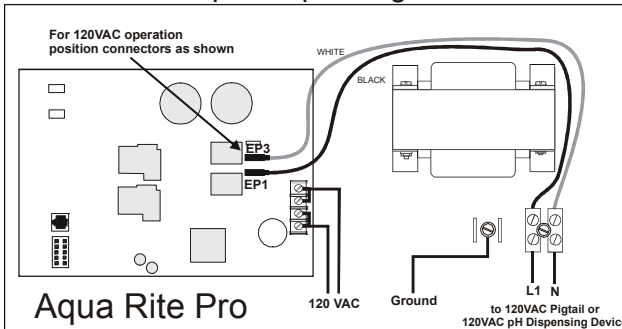 For 120VAC operation
position connectors as shown
WHITE
BLACK
EP3
EP1
120 VAC
Ground
L1 N
to 120VAC Pigtail or
120VAC pH Dispensing Device
Aqua Rite Pro